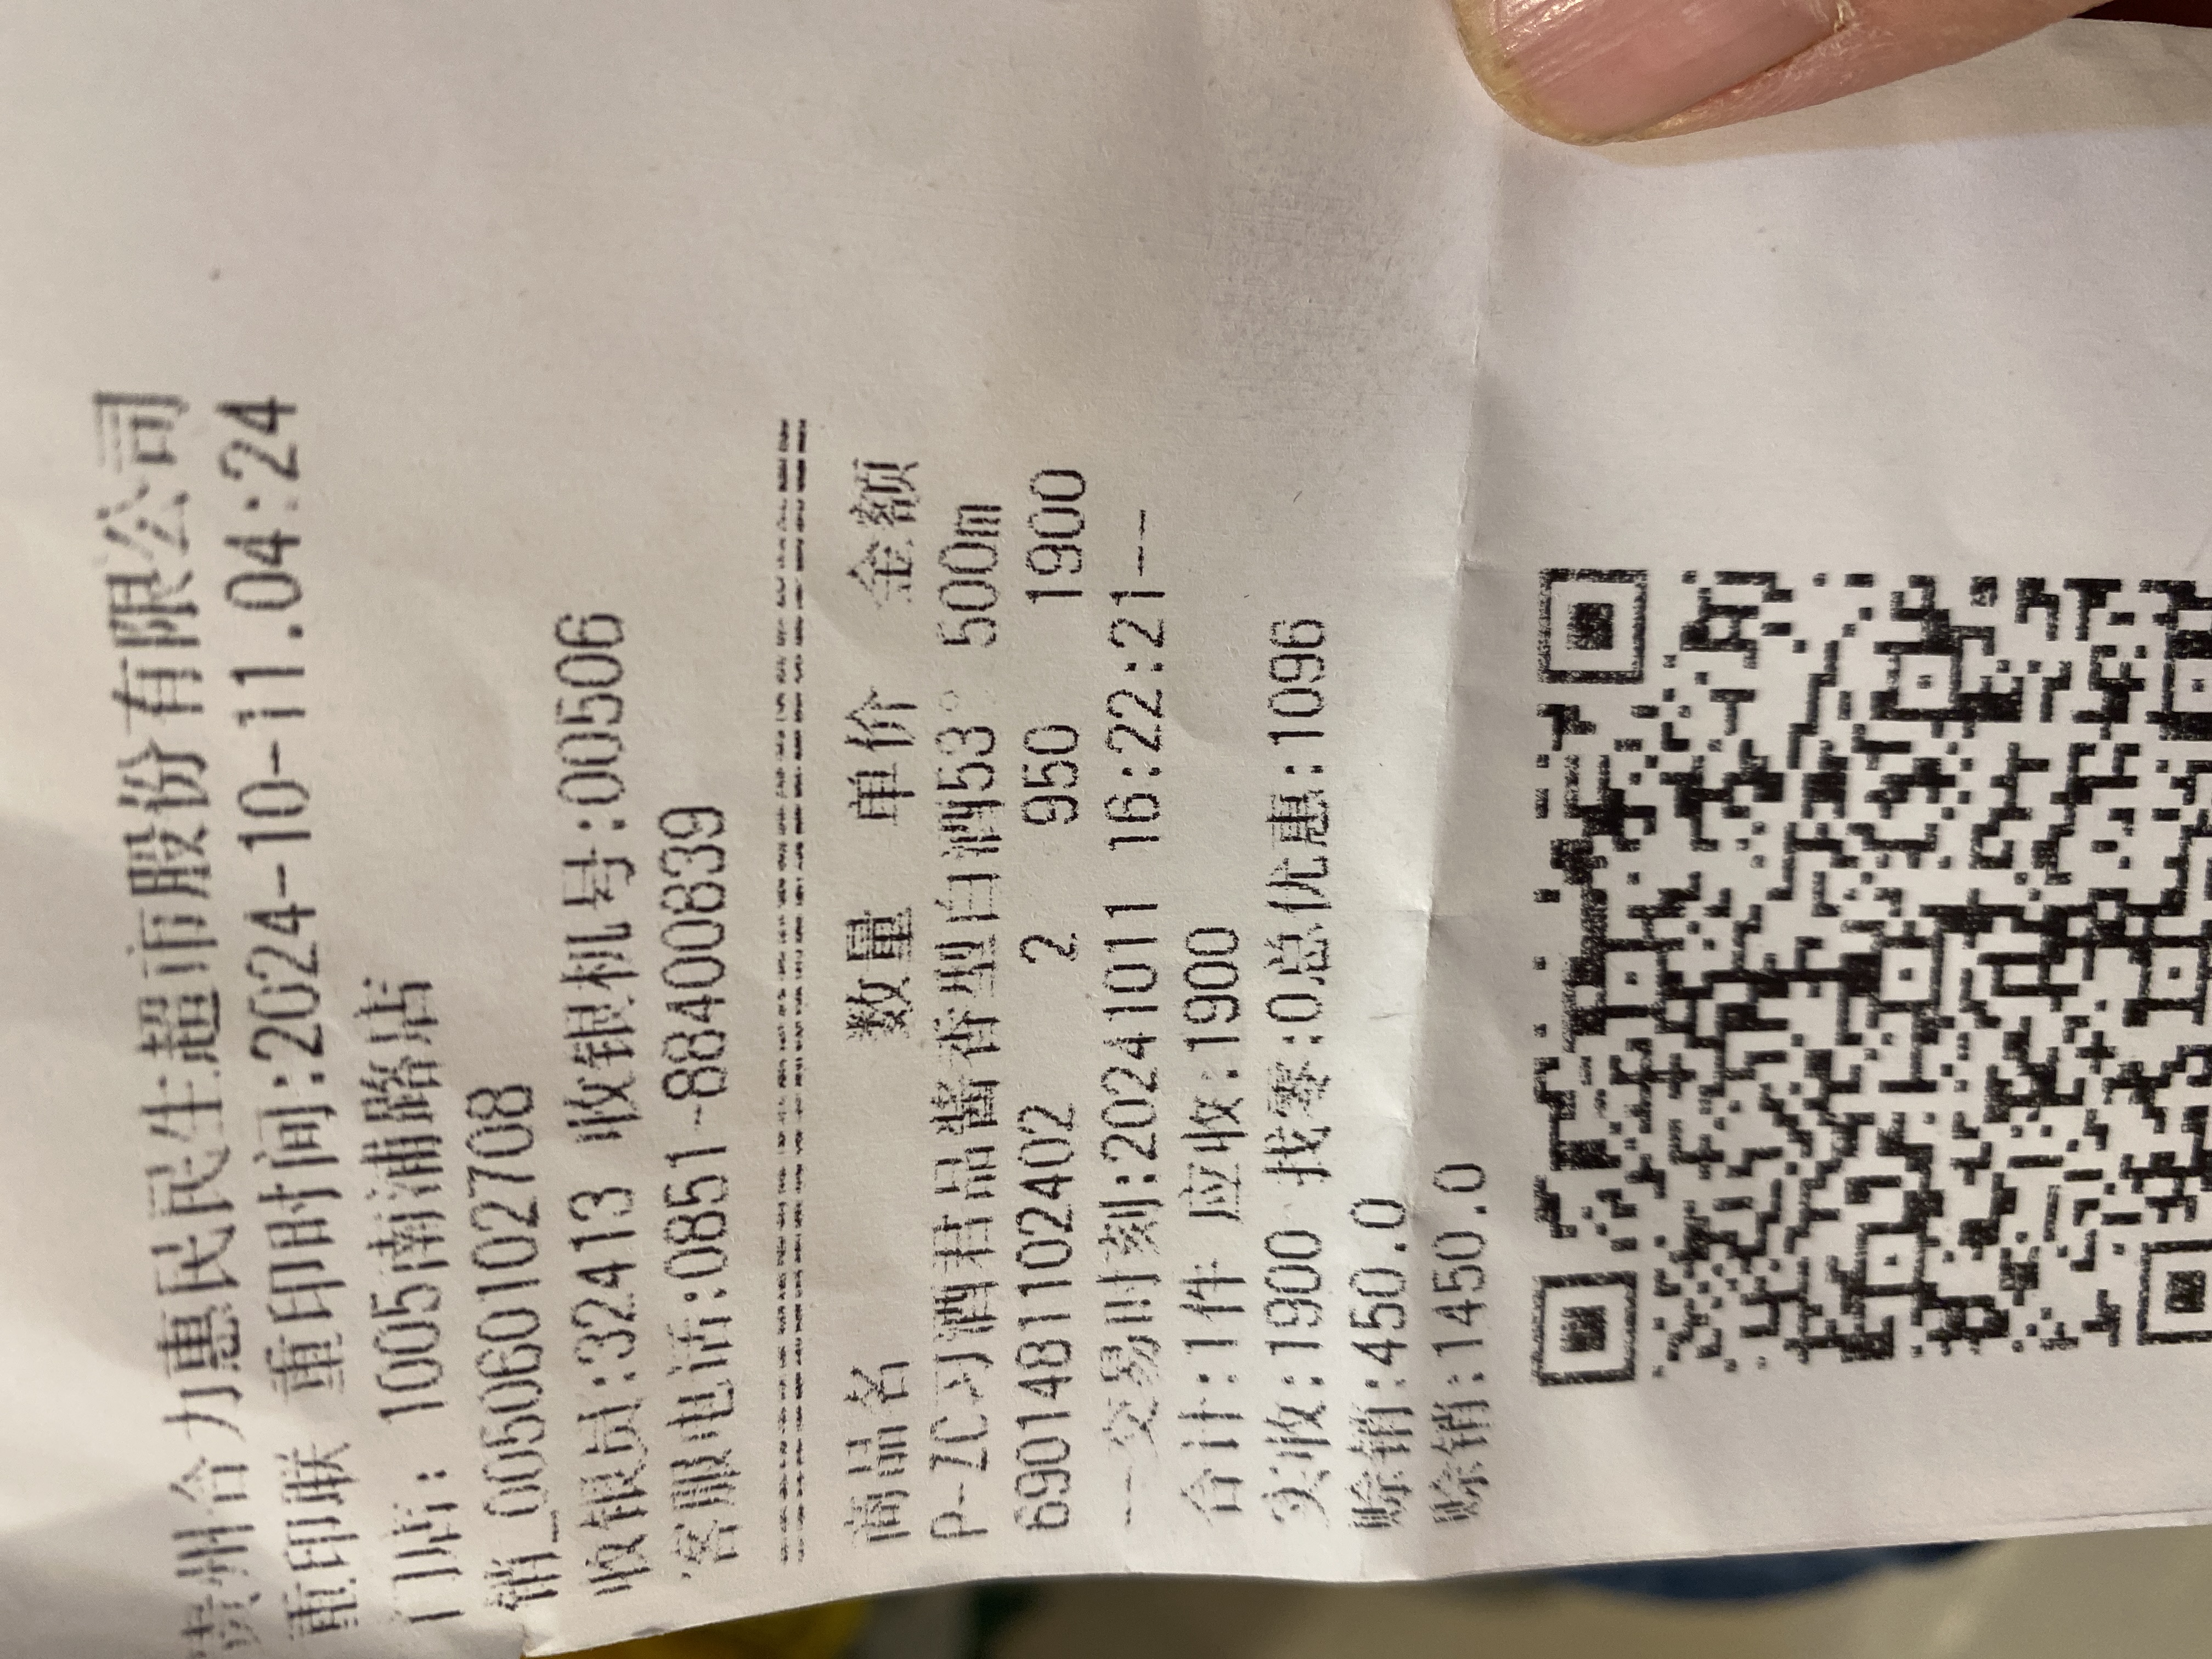 贵州合力惠民民生超市股份有限公司
重印联 重印时间:2024-10-11.04:24
门店: 1005南浦路店
销_0050601027​08
收银员:32413 收银机号:00506
客服电话:0851-88400839
商品名 数量 单价 金额
P-ZC习酒君品酱香型白酒53° 500m
6901481102402 2 950 1900
--交易时刻:20241011 16:22:21--
合计:1件 应收:1900
实收:1900 找零:0总优惠:1096
赊销:450.0
赊销:1450.0